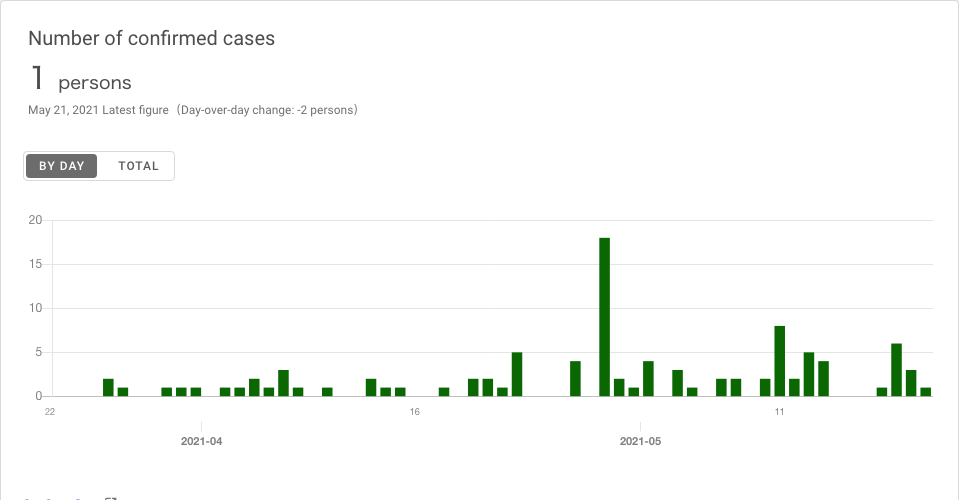 Number of confirmed cases
1 persons
May 21, 2021 Latest figure（Day-over-day change: -2 persons）
BY DAY TOTAL
20
15
10
5
0
22 16 11
2021-04 2021-05